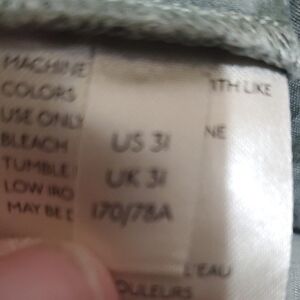 MACHINE
COLORS ITH LIKE
USE ONLY
BLEACH NE
US 31
TUMBLE
UK 31
LOW IRO
MAY BE D 170/78A
L'EAU
OULEURS